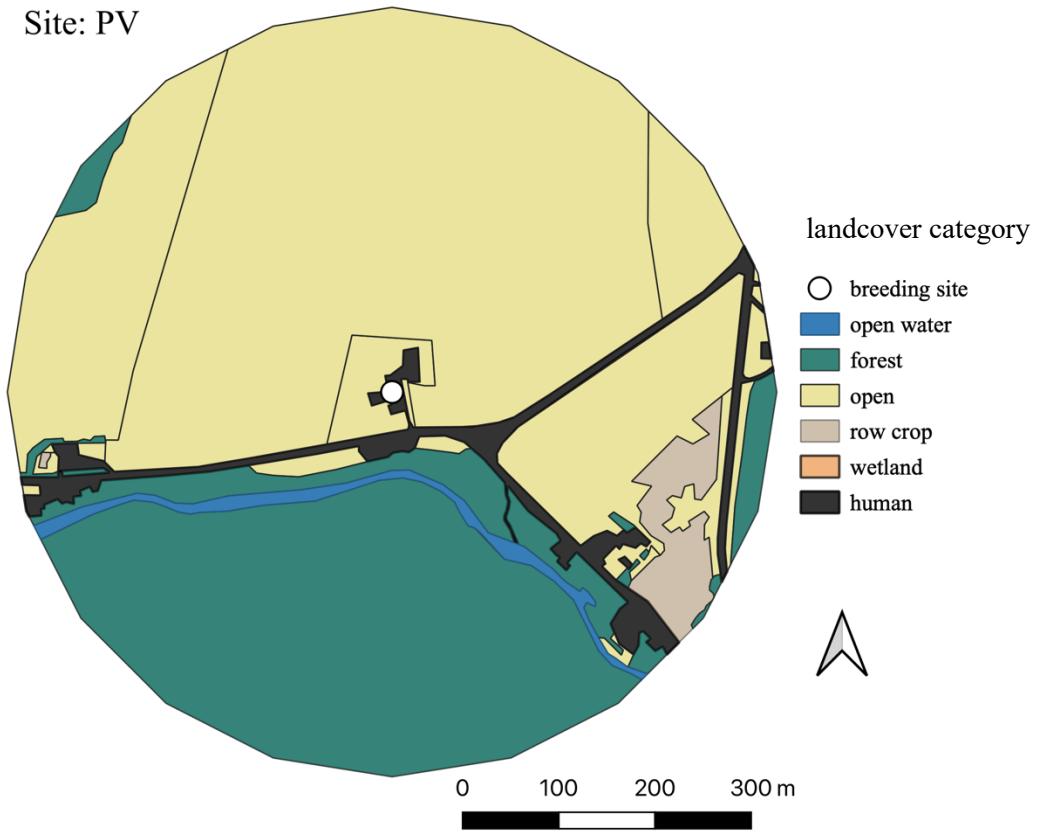 Site: PV
landcover category
breeding site
open water
forest
open
row crop
wetland
human
0 100 200 300 m